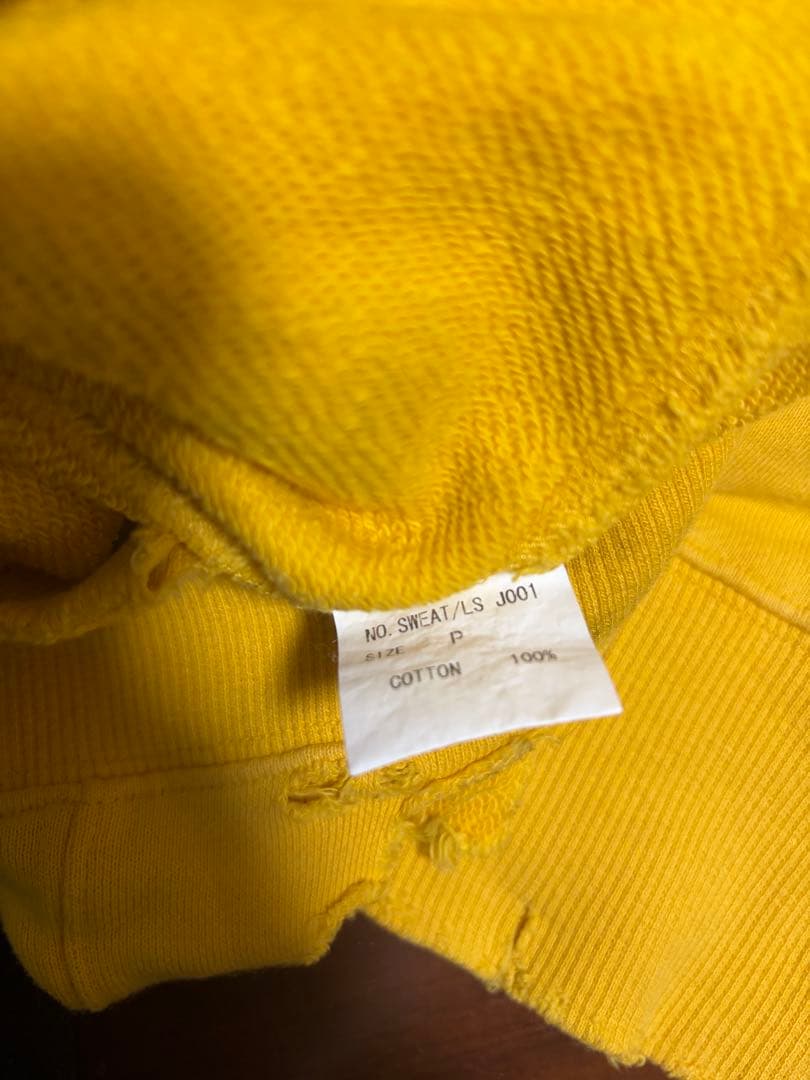 NO. SWEAT/LS J001
SIZE P
COTTON 100%